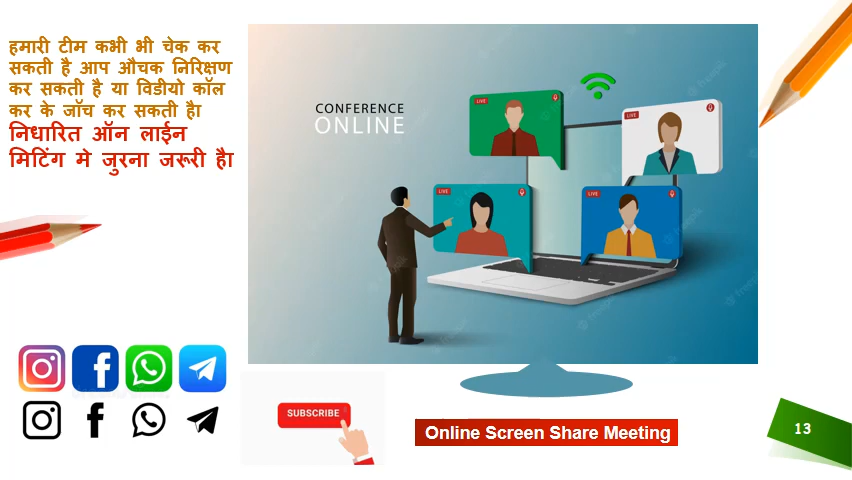 हमारी टीम कभी भी चेक कर
सकती है आप औचक निरिक्षण
कर सकती है या विडीयो कॉल
कर के जॉच कर सकती है।
निधारित ऑन लाईन
मिटिंग मे जुरना जरूरी है।
CONFERENCE
ONLINE
LIVE
LIVE
LIVE
LIVE
SUBSCRIBE
Online Screen Share Meeting
13